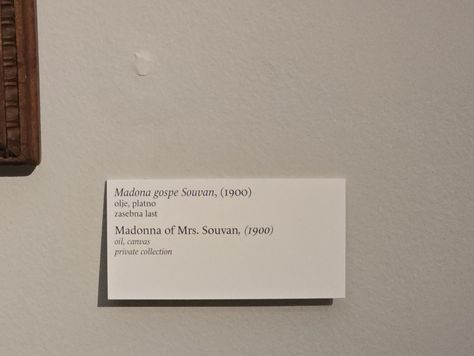 Madona gospe Souvan, (1900)
olje, platno
zasebna last
Madonna of Mrs. Souvan, (1900)
oil, canvas
private collection